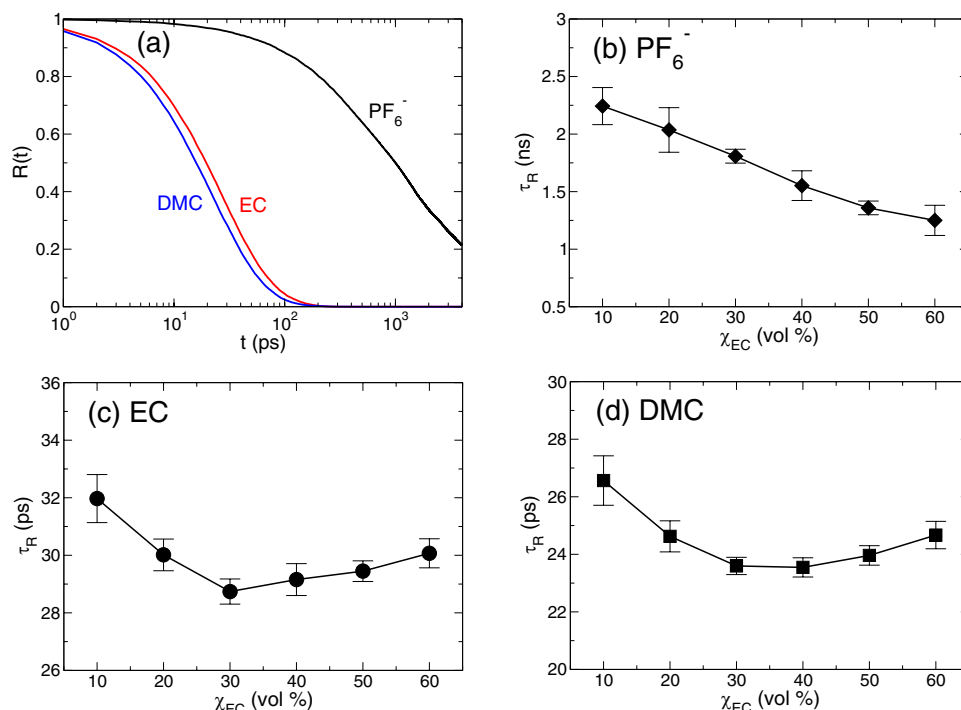 (a)
PF6-
DMC
EC
R(t)
1
0.8
0.6
0.4
0.2
0
10^0
10^1
10^2
10^3
t (ps)
(b) PF6-
τR (ns)
3
2.5
2
1.5
1
0.5
10 20 30 40 50 60
χEC (vol %)
(c) EC
τR (ps)
36
34
32
30
28
26
10 20 30 40 50 60
χEC (vol %)
(d) DMC
τR (ps)
30
28
26
24
22
20
10 20 30 40 50 60
χEC (vol %)